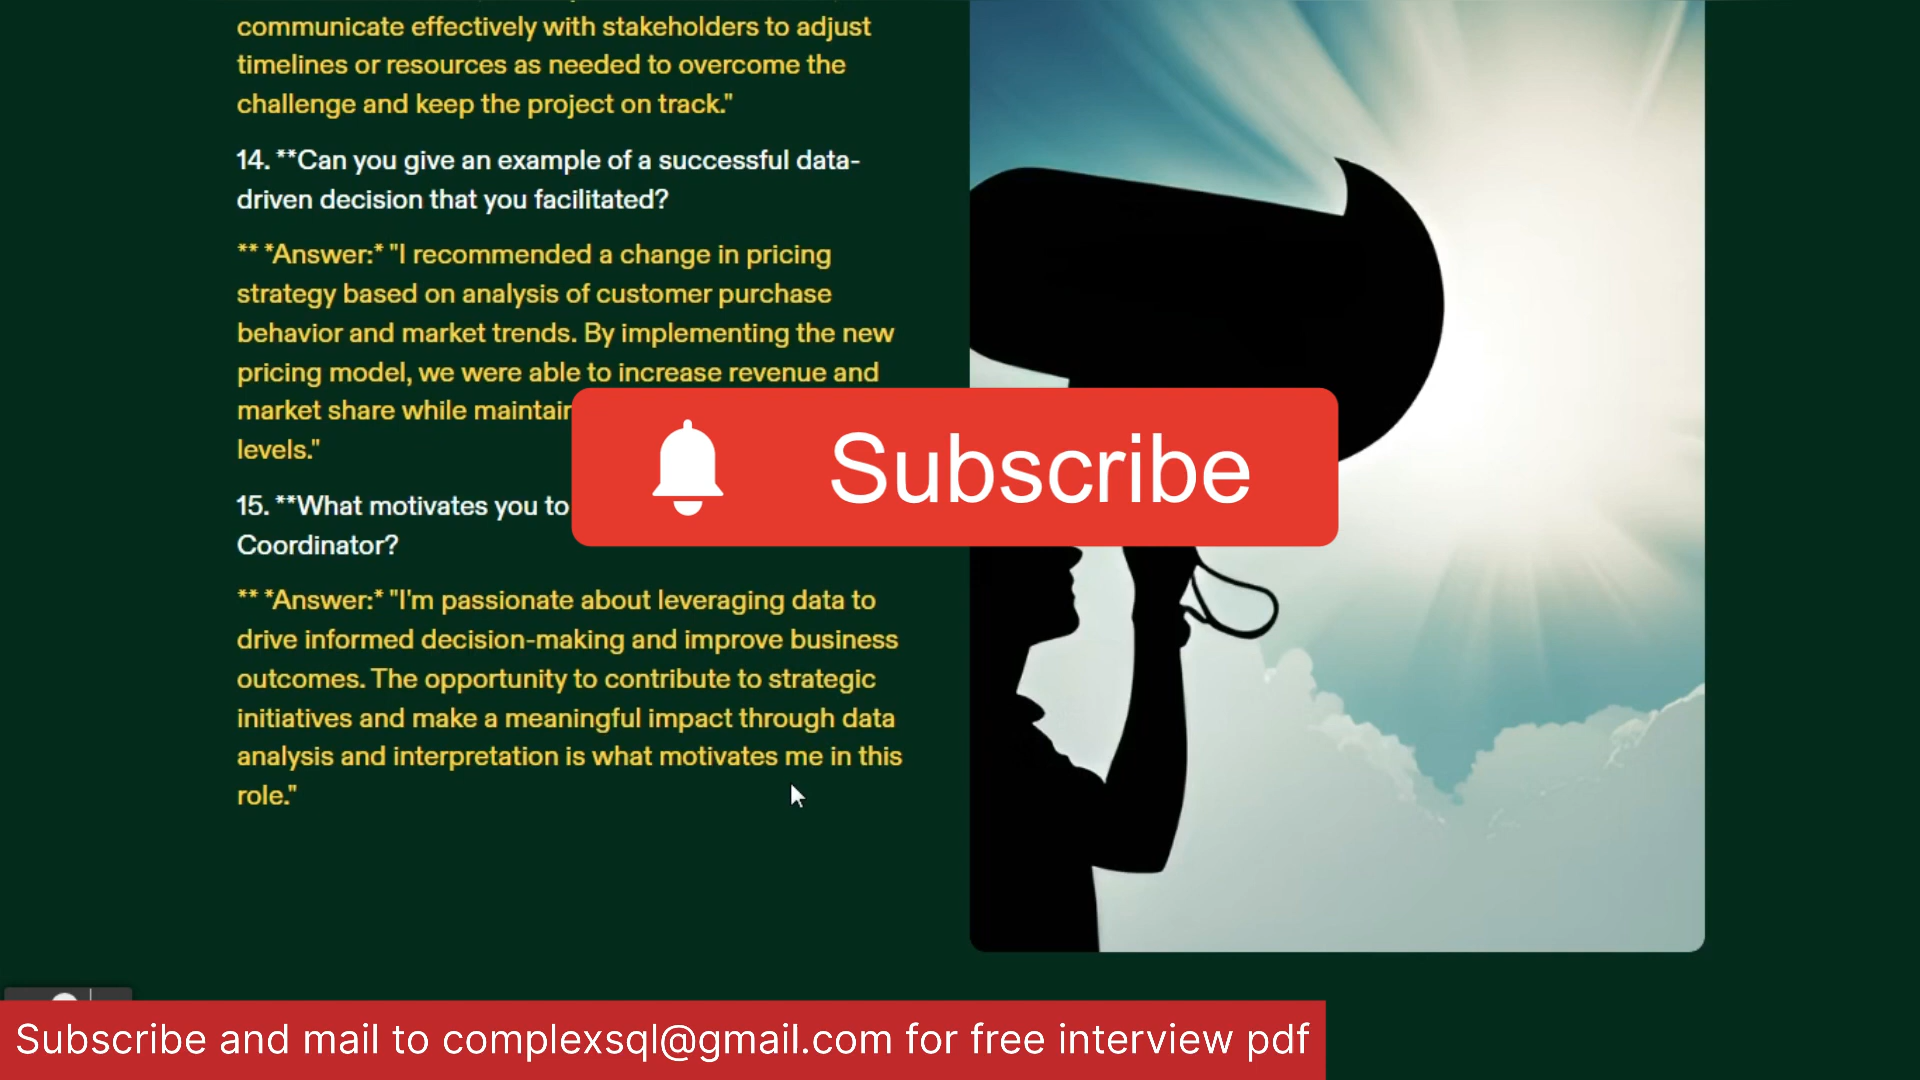 communicate effectively with stakeholders to adjust
timelines or resources as needed to overcome the
challenge and keep the project on track."
14. **Can you give an example of a successful data-
driven decision that you facilitated?
** *Answer:* "I recommended a change in pricing
strategy based on analysis of customer purchase
behavior and market trends. By implementing the new
pricing model, we were able to increase revenue and
market share while
levels."
15. **What motivates you to
Coordinator?
** *Answer:* "I'm passionate about leveraging data to
drive informed decision-making and improve business
outcomes. The opportunity to contribute to strategic
initiatives and make a meaningful impact through data
analysis and interpretation is what motivates me in this
role."
Subscribe
Subscribe and mail to complexsql@gmail.com for free interview pdf